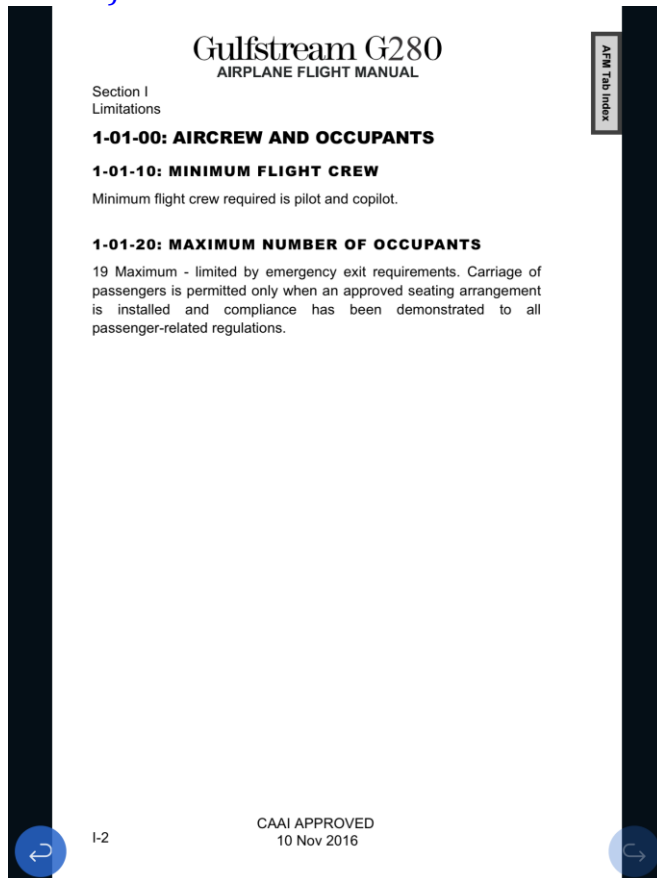 Gulfstream G280
AIRPLANE FLIGHT MANUAL
AFM Tab Index
Section I
Limitations
1-01-00: AIRCREW AND OCCUPANTS
1-01-10: MINIMUM FLIGHT CREW
Minimum flight crew required is pilot and copilot.
1-01-20: MAXIMUM NUMBER OF OCCUPANTS
19 Maximum - limited by emergency exit requirements. Carriage of
passengers is permitted only when an approved seating arrangement
is installed and compliance has been demonstrated to all
passenger-related regulations.
I-2
CAAI APPROVED
10 Nov 2016